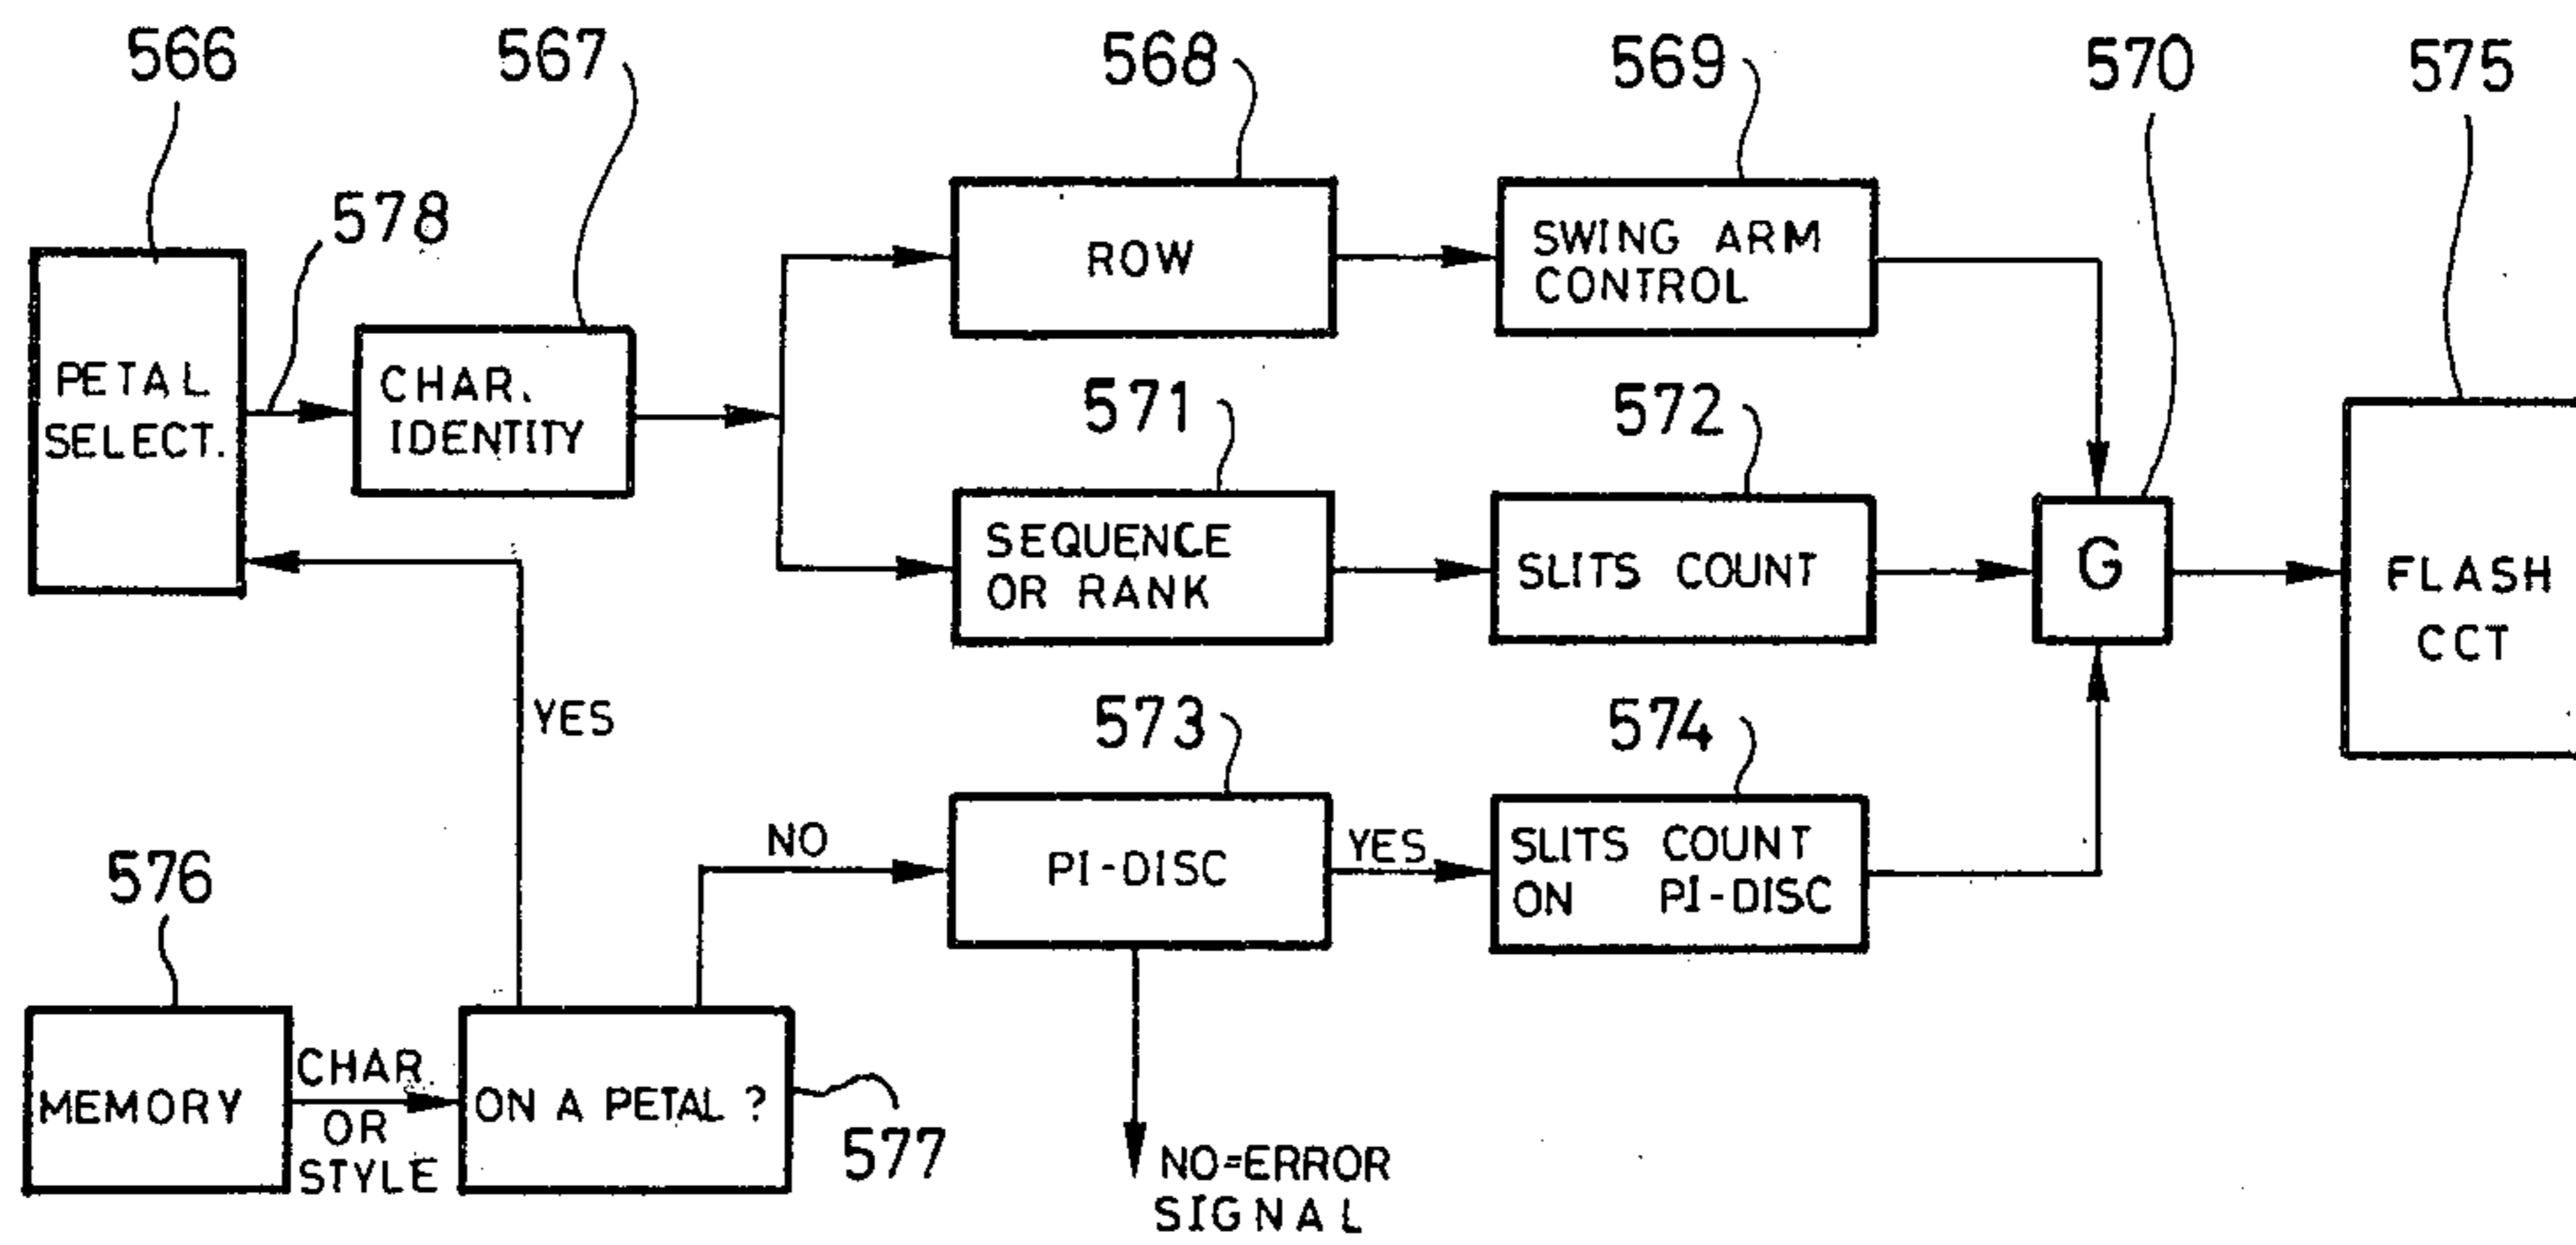 566
567
568
569
570
575
578
PETAL
SELECT.
CHAR.
IDENTITY
ROW
SWING ARM
CONTROL
571
572
SEQUENCE
OR RANK
SLITS COUNT
G
FLASH
CCT
YES
573
574
NO
PI-DISC
YES
SLITS COUNT
ON PI-DISC
576
MEMORY
CHAR
OR
STYLE
ON A PETAL ?
577
NO=ERROR
SIGNAL